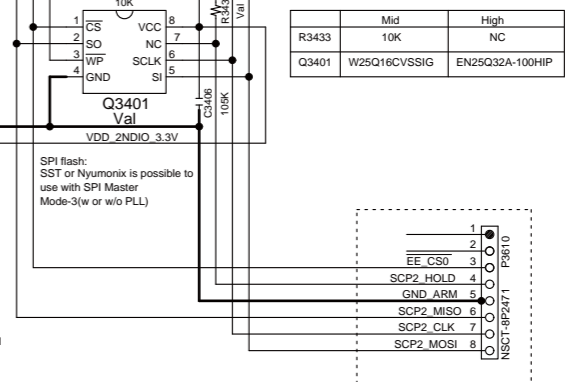 10K
R343
Val
1 CS VCC 8
2 SO NC 7
3 WP SCLK 6
4 GND SI 5
Q3401
Val
C3406
105K
VDD_2NDIO_3.3V
SPI flash:
SST or Nyumonix is possible to
use with SPI Master
Mode-3(w or w/o PLL)
Mid High
R3433 10K NC
Q3401 W25Q16CVSSIG EN25Q32A-100HIP
1
2
EE_CS0 3
SCP2_HOLD 4
GND_ARM 5
SCP2_MISO 6
SCP2_CLK 7
SCP2_MOSI 8
P3610
NSCT-8P2471